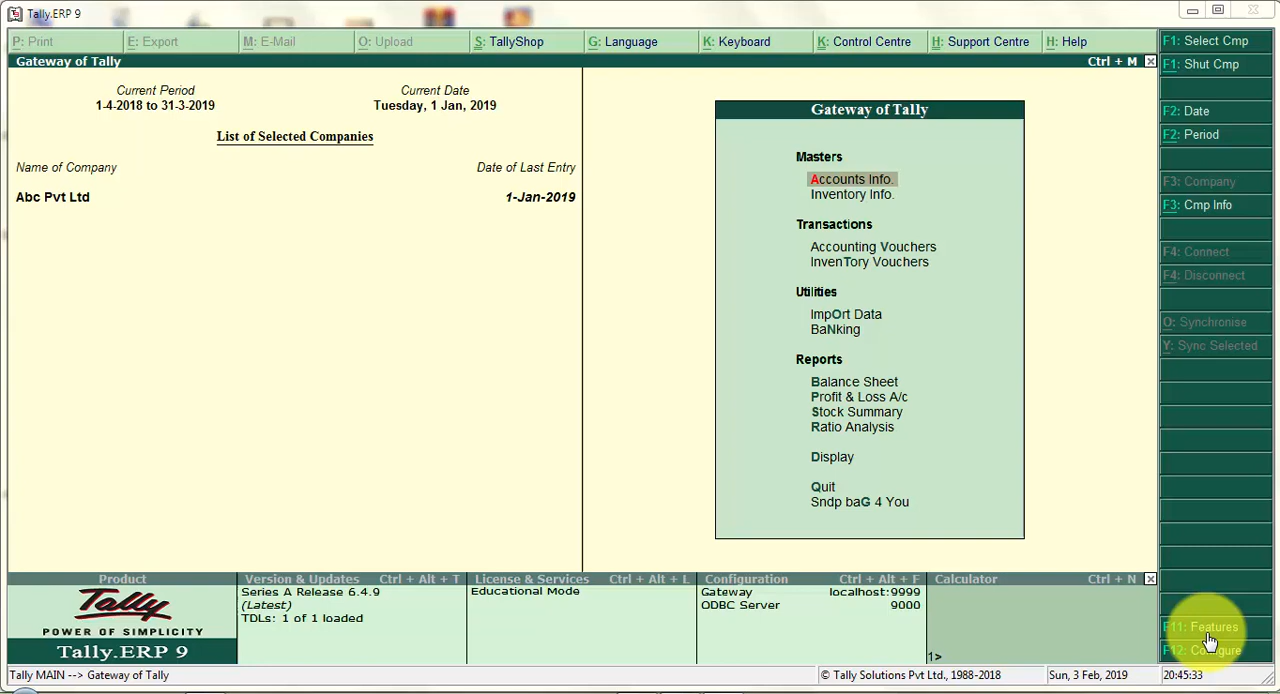 Tally.ERP 9
P: Print
E: Export
M: E-Mail
O: Upload
S: TallyShop
G: Language
K: Keyboard
K: Control Centre
H: Support Centre
H: Help
Gateway of Tally
Ctrl + M
Current Period
1-4-2018 to 31-3-2019
Current Date
Tuesday, 1 Jan, 2019
List of Selected Companies
Name of Company
Date of Last Entry
Abc Pvt Ltd
1-Jan-2019
Gateway of Tally
Masters
Accounts Info.
Inventory Info.
Transactions
Accounting Vouchers
InvenTory Vouchers
Utilities
ImpOrt Data
BaNking
Reports
Balance Sheet
Profit & Loss A/c
Stock Summary
Ratio Analysis
Display
Quit
Sndp baG 4 You
F1: Select Cmp
F1: Shut Cmp
F2: Date
F2: Period
F3: Company
F3: Cmp Info
F4: Connect
F4: Disconnect
O: Synchronise
Y: Sync Selected
F11: Features
F12: Configure
Product
Tally
POWER OF SIMPLICITY
Tally.ERP 9
Version & Updates Ctrl + Alt + T
Series A Release 6.4.9
(Latest)
TDLs: 1 of 1 loaded
License & Services Ctrl + Alt + L
Educational Mode
Configuration Ctrl + Alt + F
Gateway localhost:9999
ODBC Server 9000
Calculator Ctrl + N
1>
Tally MAIN --> Gateway of Tally
© Tally Solutions Pvt Ltd., 1988-2018
Sun, 3 Feb, 2019
20:45:33